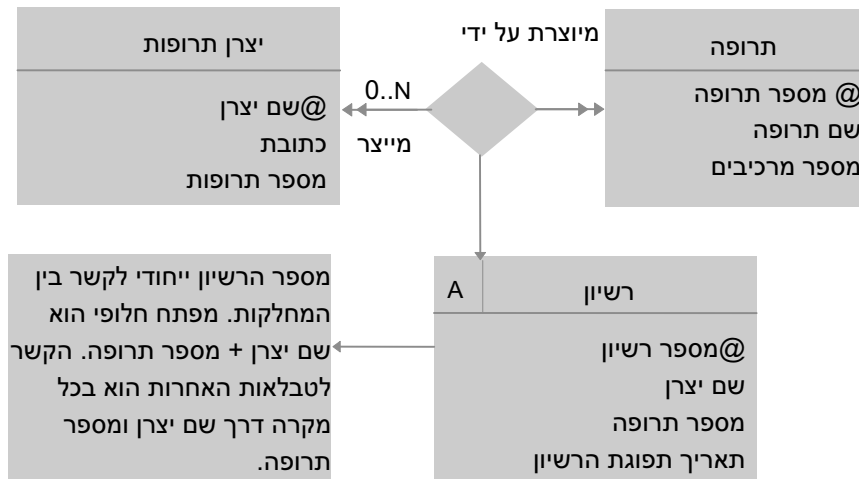 יצרן תרופות
@שם יצרן
כתובת
מספר תרופות
מיוצרת על ידי
0..N
מייצר
תרופה
@ מספר תרופה
שם תרופה
מספר מרכיבים
מספר הרשיון ייחודי לקשר בין
המחלקות. מפתח חלופי הוא
שם יצרן + מספר תרופה. הקשר
לטבלאות האחרות הוא בכל
מקרה דרך שם יצרן ומספר
תרופה.
A
רשיון
@מספר רשיון
שם יצרן
מספר תרופה
תאריך תפוגת הרשיון